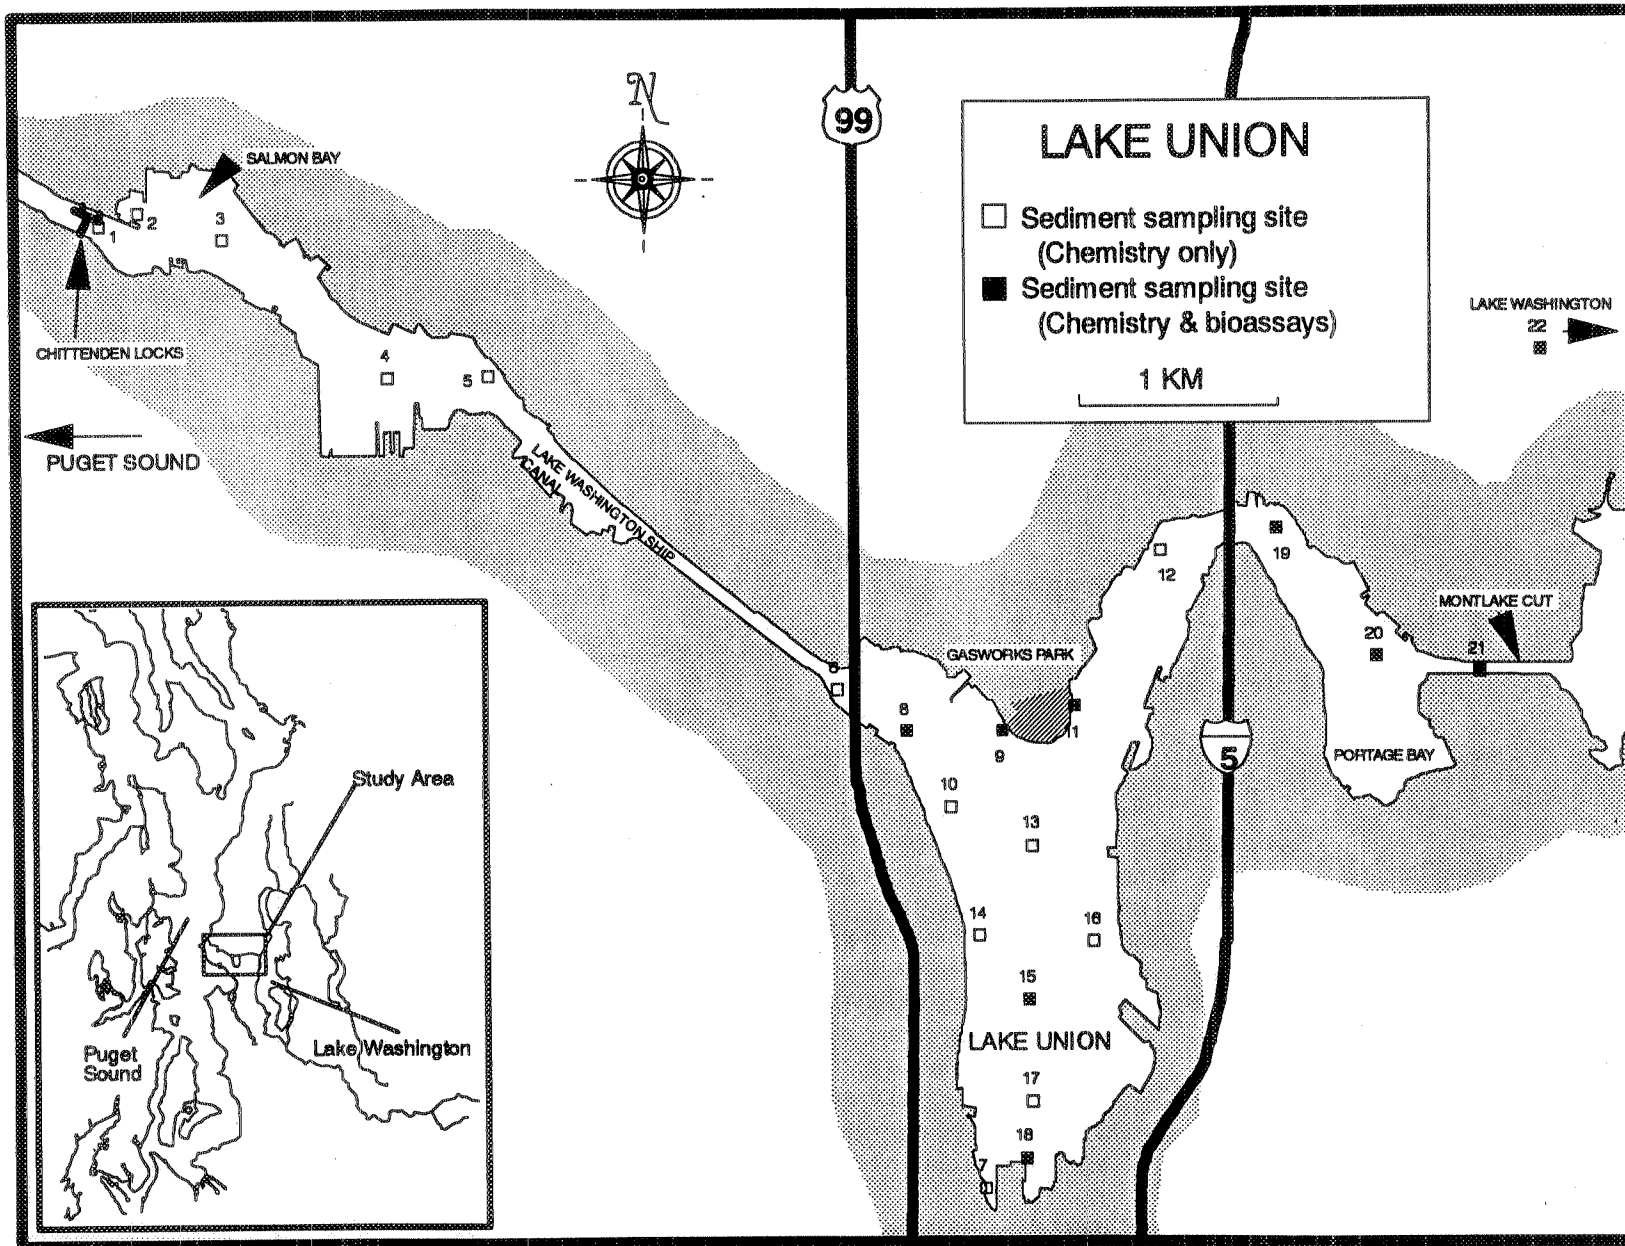 N
99
LAKE UNION
Sediment sampling site
(Chemistry only)
Sediment sampling site
(Chemistry & bioassays)
1 KM
SALMON BAY
1
2
3
CHITTENDEN LOCKS
4
5
PUGET SOUND
LAKE WASHINGTON SHIP
CANAL
LAKE WASHINGTON
22
19
12
MONTLAKE CUT
20
21
GASWORKS PARK
6
8
9
11
5
PORTAGE BAY
10
13
14
16
15
LAKE UNION
17
18
7
Study Area
Puget
Sound
Lake Washington